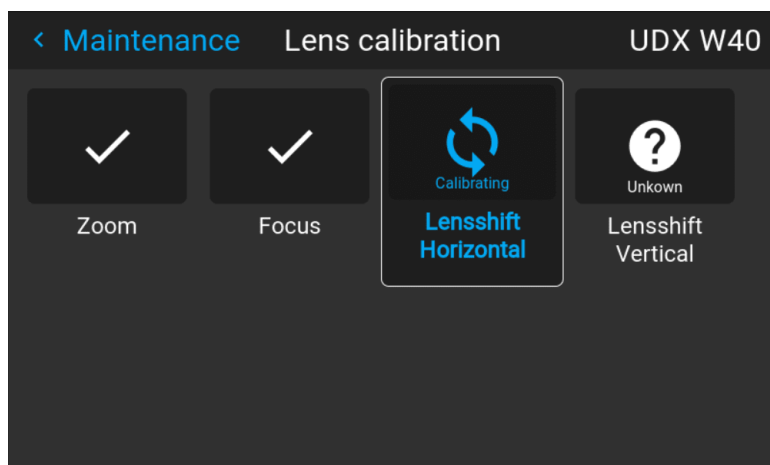 Maintenance Lens calibration UDX W40
Calibrating
Unkown
Zoom
Focus
Lensshift
Horizontal
Lensshift
Vertical